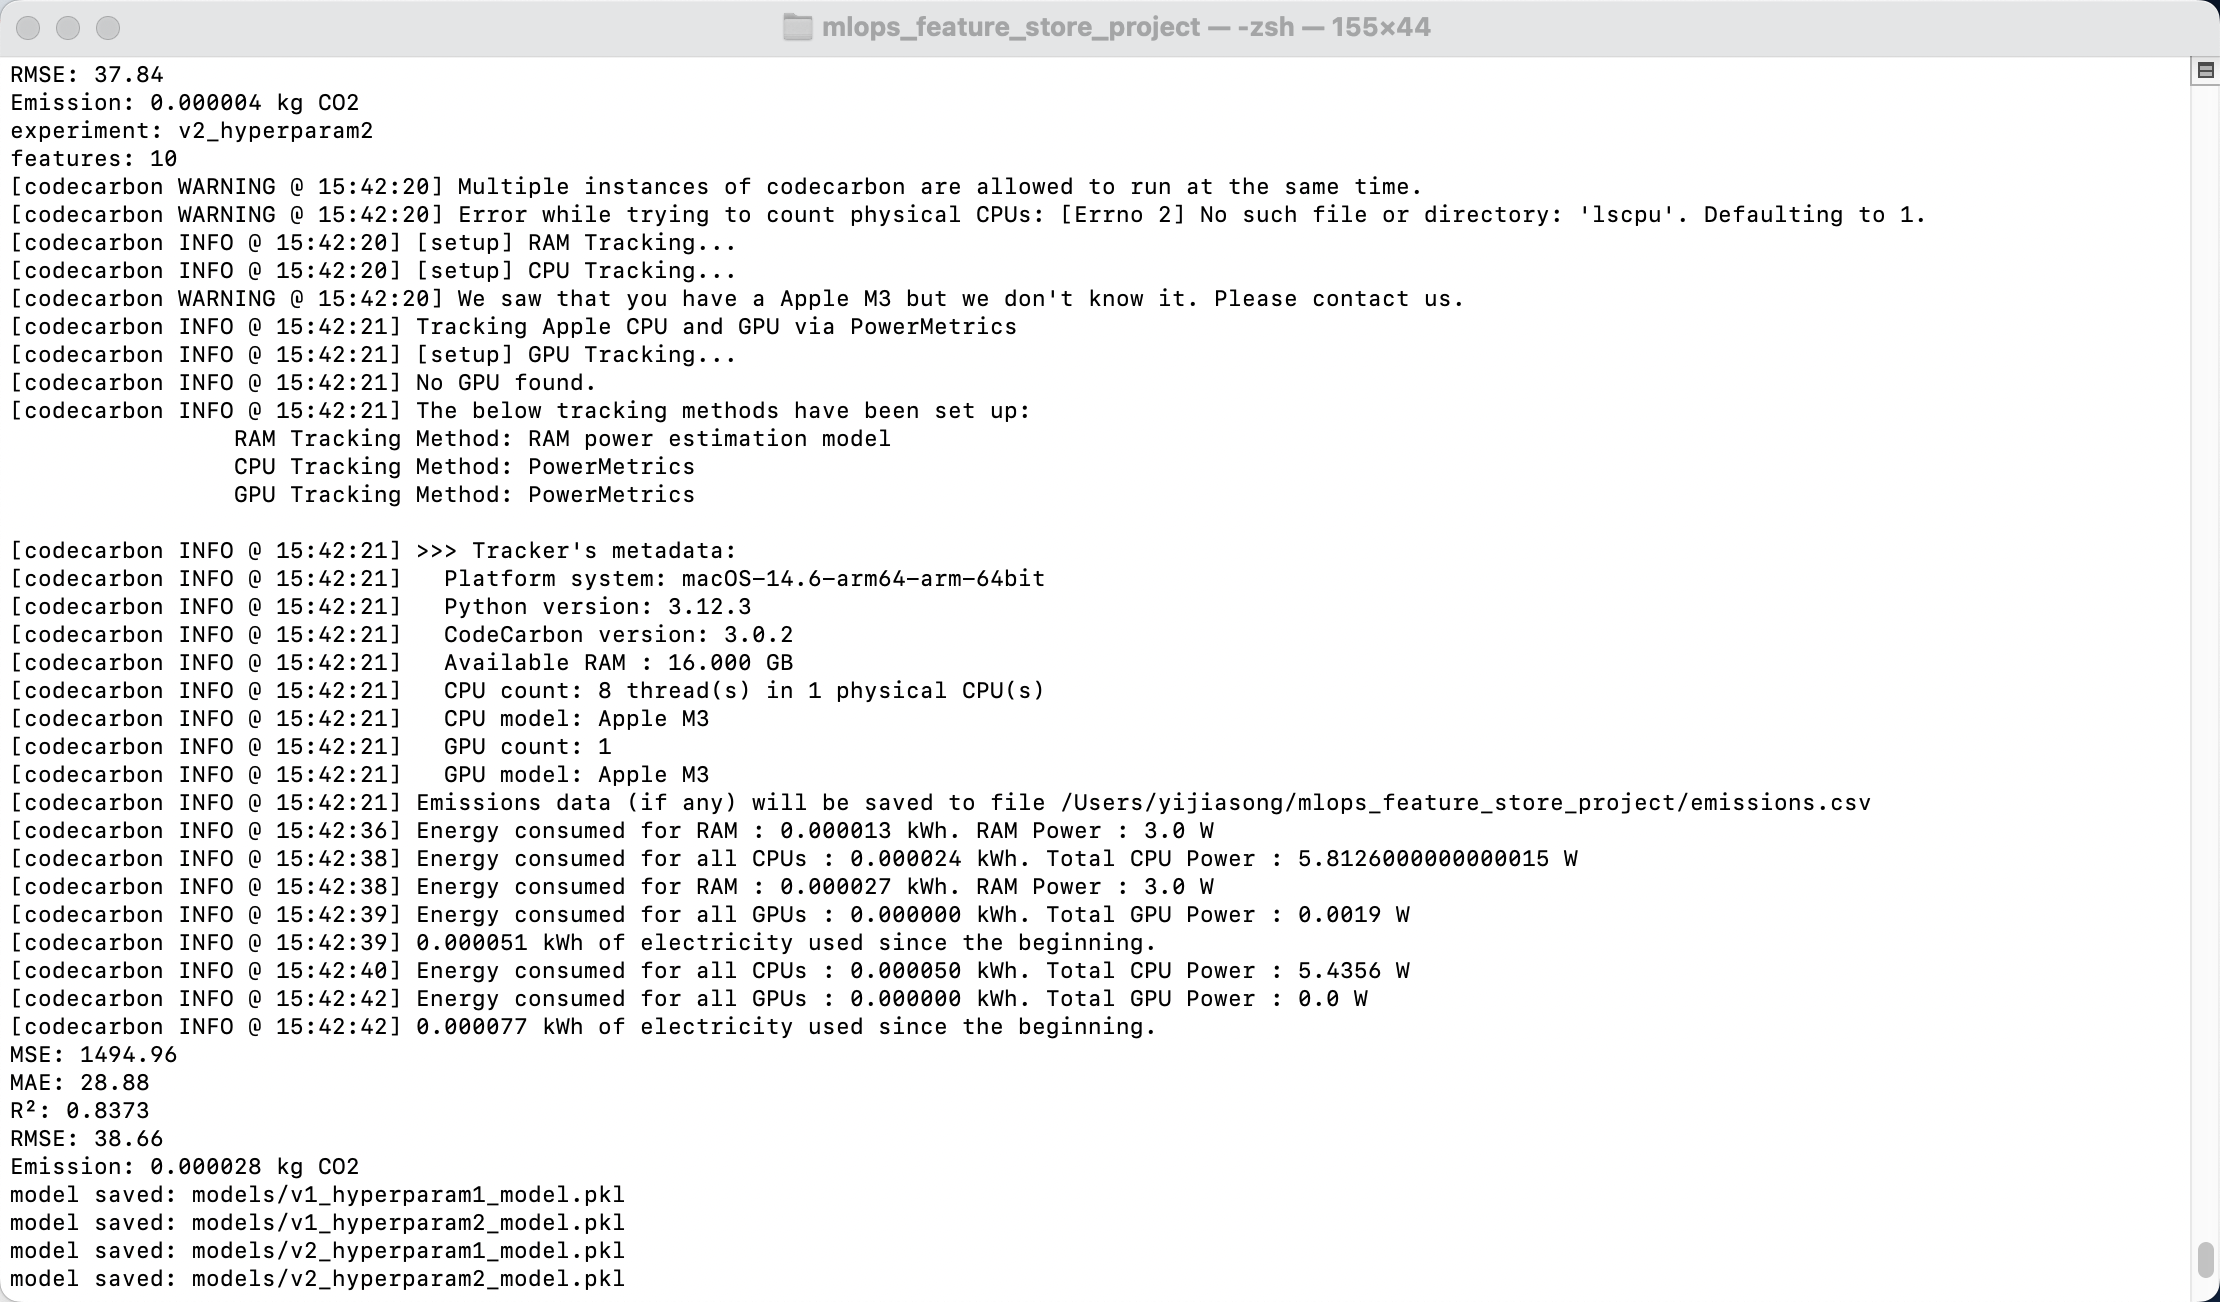 mlops_feature_store_project — -zsh — 155×44
RMSE: 37.84
Emission: 0.000004 kg CO2
experiment: v2_hyperparam2
features: 10
[codecarbon WARNING @ 15:42:20] Multiple instances of codecarbon are allowed to run at the same time.
[codecarbon WARNING @ 15:42:20] Error while trying to count physical CPUs: [Errno 2] No such file or directory: 'lscpu'. Defaulting to 1.
[codecarbon INFO @ 15:42:20] [setup] RAM Tracking...
[codecarbon INFO @ 15:42:20] [setup] CPU Tracking...
[codecarbon WARNING @ 15:42:20] We saw that you have a Apple M3 but we don't know it. Please contact us.
[codecarbon INFO @ 15:42:21] Tracking Apple CPU and GPU via PowerMetrics
[codecarbon INFO @ 15:42:21] [setup] GPU Tracking...
[codecarbon INFO @ 15:42:21] No GPU found.
[codecarbon INFO @ 15:42:21] The below tracking methods have been set up:
                RAM Tracking Method: RAM power estimation model
                CPU Tracking Method: PowerMetrics
                GPU Tracking Method: PowerMetrics

[codecarbon INFO @ 15:42:21] >>> Tracker's metadata:
[codecarbon INFO @ 15:42:21]   Platform system: macOS-14.6-arm64-arm-64bit
[codecarbon INFO @ 15:42:21]   Python version: 3.12.3
[codecarbon INFO @ 15:42:21]   CodeCarbon version: 3.0.2
[codecarbon INFO @ 15:42:21]   Available RAM : 16.000 GB
[codecarbon INFO @ 15:42:21]   CPU count: 8 thread(s) in 1 physical CPU(s)
[codecarbon INFO @ 15:42:21]   CPU model: Apple M3
[codecarbon INFO @ 15:42:21]   GPU count: 1
[codecarbon INFO @ 15:42:21]   GPU model: Apple M3
[codecarbon INFO @ 15:42:21] Emissions data (if any) will be saved to file /Users/yijiasong/mlops_feature_store_project/emissions.csv
[codecarbon INFO @ 15:42:36] Energy consumed for RAM : 0.000013 kWh. RAM Power : 3.0 W
[codecarbon INFO @ 15:42:38] Energy consumed for all CPUs : 0.000024 kWh. Total CPU Power : 5.8126000000000015 W
[codecarbon INFO @ 15:42:38] Energy consumed for RAM : 0.000027 kWh. RAM Power : 3.0 W
[codecarbon INFO @ 15:42:39] Energy consumed for all GPUs : 0.000000 kWh. Total GPU Power : 0.0019 W
[codecarbon INFO @ 15:42:39] 0.000051 kWh of electricity used since the beginning.
[codecarbon INFO @ 15:42:40] Energy consumed for all CPUs : 0.000050 kWh. Total CPU Power : 5.4356 W
[codecarbon INFO @ 15:42:42] Energy consumed for all GPUs : 0.000000 kWh. Total GPU Power : 0.0 W
[codecarbon INFO @ 15:42:42] 0.000077 kWh of electricity used since the beginning.
MSE: 1494.96
MAE: 28.88
R²: 0.8373
RMSE: 38.66
Emission: 0.000028 kg CO2
model saved: models/v1_hyperparam1_model.pkl
model saved: models/v1_hyperparam2_model.pkl
model saved: models/v2_hyperparam1_model.pkl
model saved: models/v2_hyperparam2_model.pkl